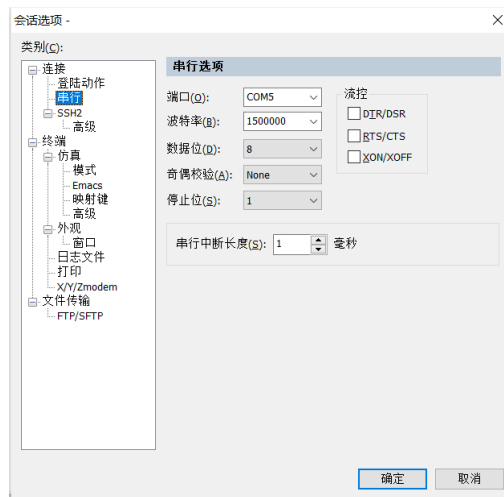 会话选项 -
类别(C):
连接
登陆动作
串行
SSH2
高级
终端
仿真
模式
Emacs
映射键
高级
外观
窗口
日志文件
打印
X/Y/Zmodem
文件传输
FTP/SFTP
串行选项
端口(O): COM5
波特率(B): 1500000
数据位(D): 8
奇偶校验(A): None
停止位(S): 1
流控
DTR/DSR
RTS/CTS
XON/XOFF
串行中断长度(S): 1 毫秒
确定 取消